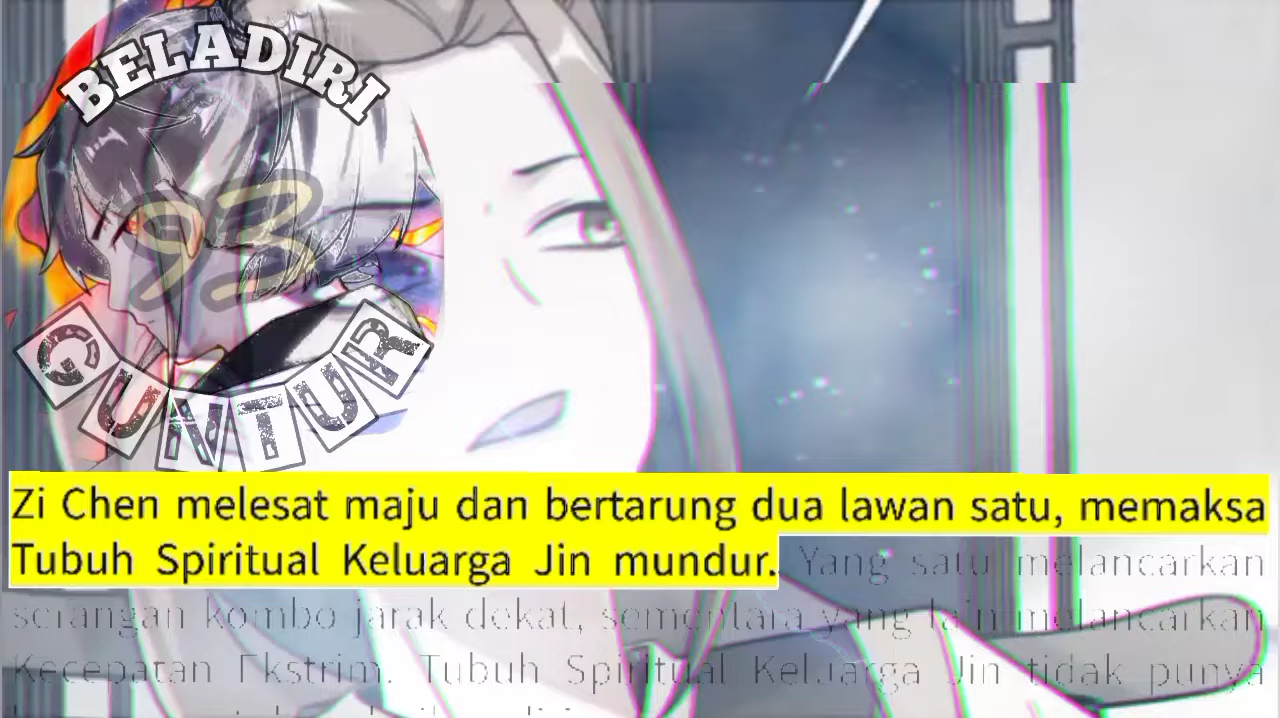 BELADIRI
93
GUNTUR
Zi Chen melesat maju dan bertarung dua lawan satu, memaksa
Tubuh Spiritual Keluarga Jin mundur. Yang satu melancarkan
serangan kombo jarak dekat, sementara yang lain melancarkan
Kecepatan Ekstrim. Tubuh Spiritual Keluarga Jin tidak punya